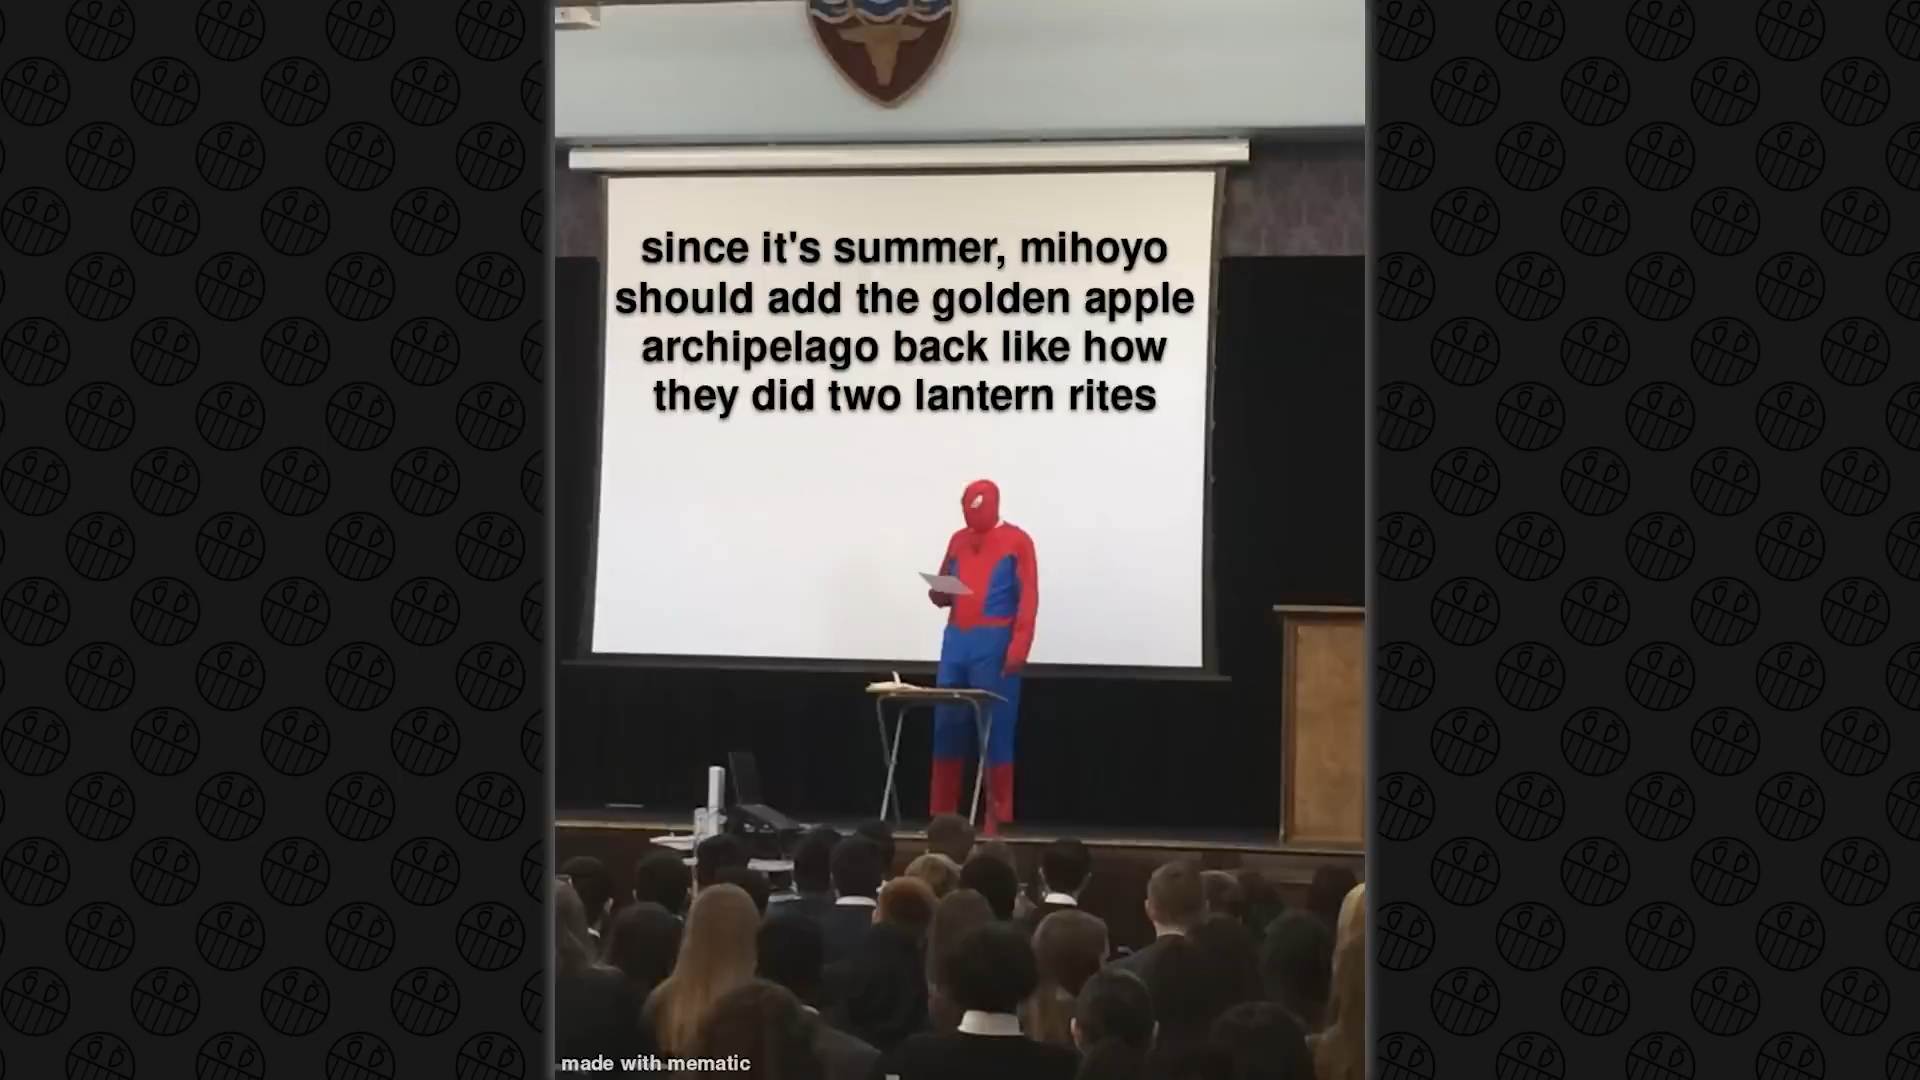 since it's summer, mihoyo
should add the golden apple
archipelago back like how
they did two lantern rites
made with mematic